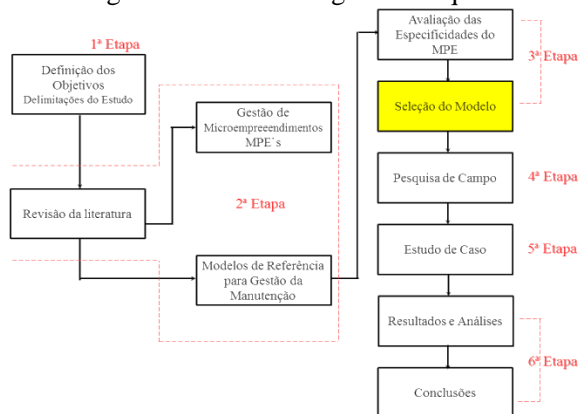 1ª Etapa
Definição dos
Objetivos
Delimitações do Estudo
Revisão da literatura
Gestão de
Microempreeendimentos
MPE`s
2ª Etapa
Modelos de Referência
para Gestão da
Manutenção
Avaliação das
Especificidades do
MPE
3ª Etapa
Seleção do Modelo
Pesquisa de Campo
4ª Etapa
Estudo de Caso
5ª Etapa
Resultados e Análises
6ª Etapa
Conclusões